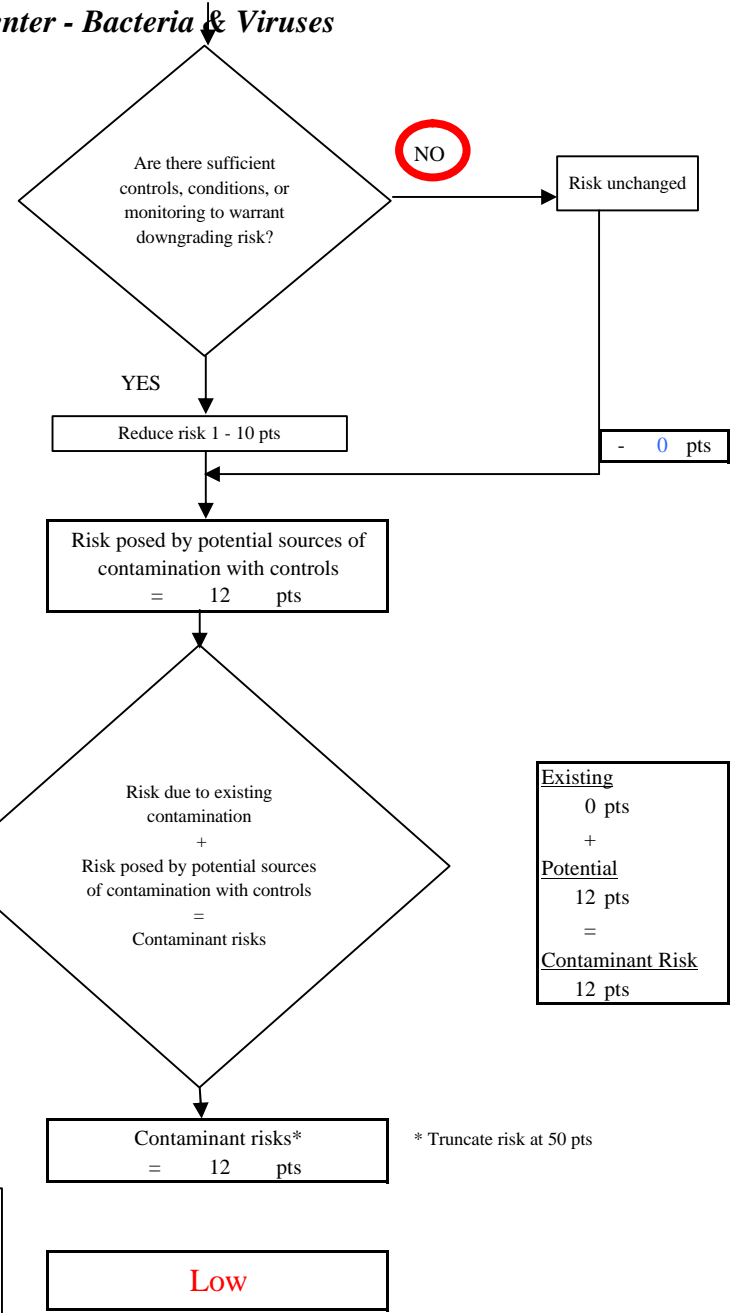 - Bacteria & Viruses
Are there sufficient
controls, conditions, or
monitoring to warrant
downgrading risk?
NO
Risk unchanged
YES
Reduce risk 1 - 10 pts
- 0 pts
Risk posed by potential sources of
contamination with controls
= 12 pts
Risk due to existing
contamination
+
Risk posed by potential sources
of contamination with controls
=
Contaminant risks
Existing
0 pts
+
Potential
12 pts
=
Contaminant Risk
12 pts
Contaminant risks*
= 12 pts
* Truncate risk at 50 pts
Low